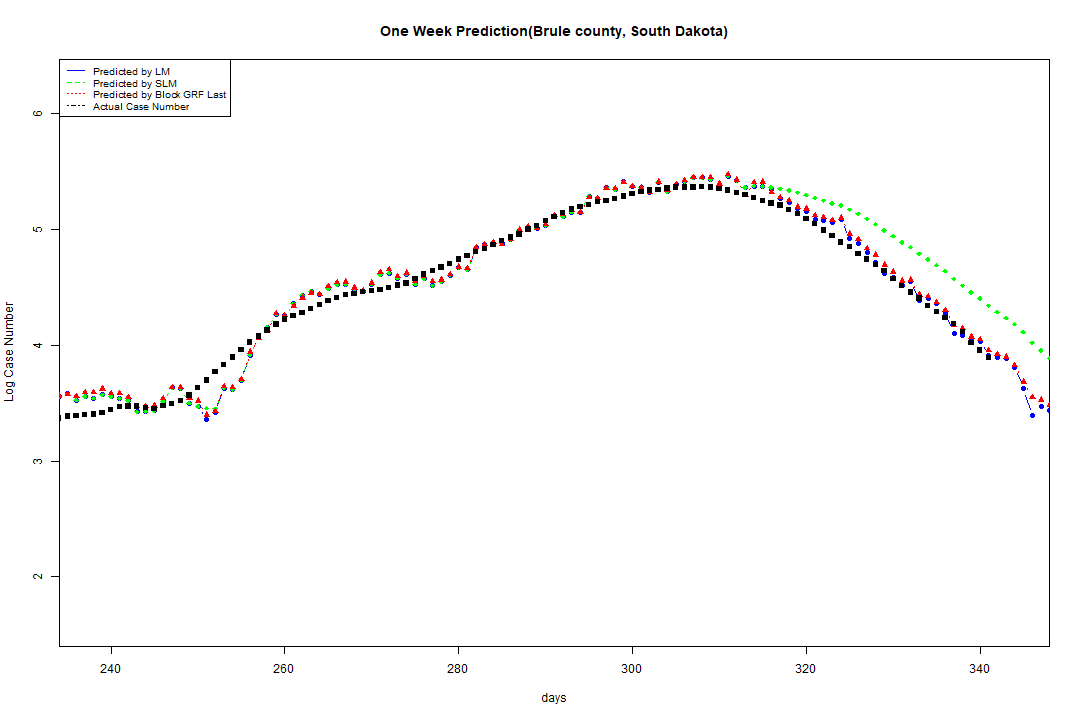 One Week Prediction(Brule county, South Dakota)
Predicted by LM
Predicted by SLM
Predicted by Block GRF Last
Actual Case Number
6
5
4
3
2
Log Case Number
240 260 280 300 320 340
days